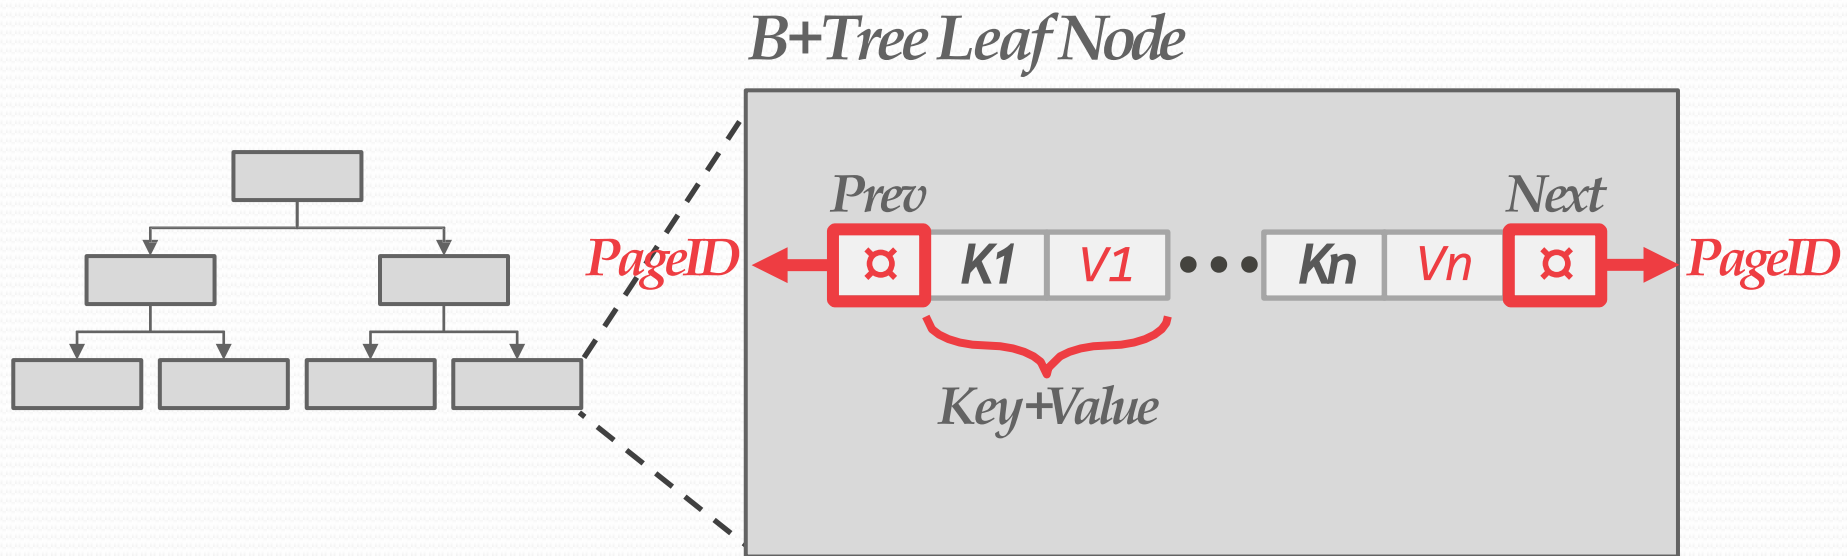 B+Tree Leaf Node
Prev Next
PageID ¤ K1 V1 ••• Kn Vn ¤ PageID
Key+Value